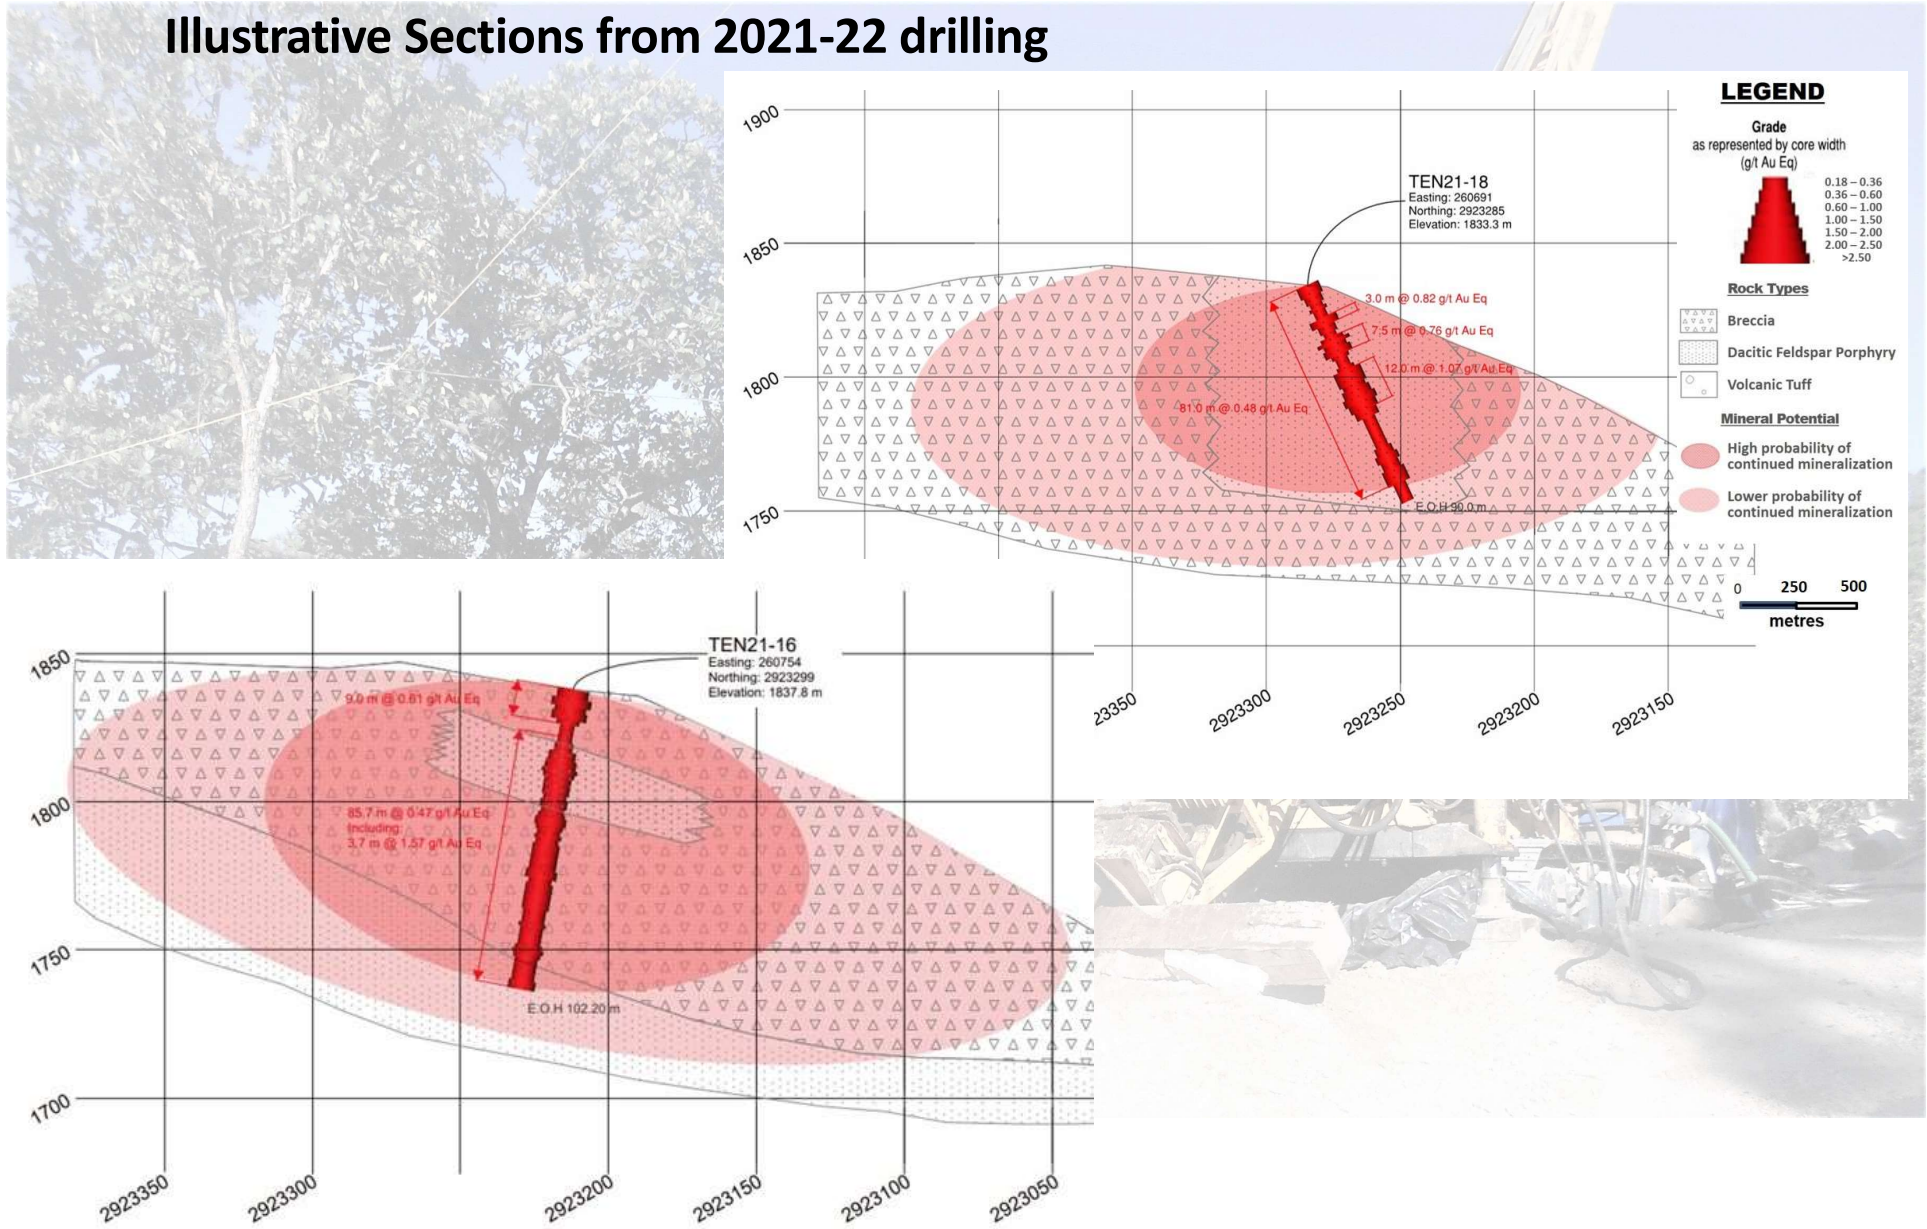 Illustrative Sections from 2021-22 drilling
1900
1850
1800
1750
TEN21-18
Easting: 260691
Northing: 2923285
Elevation: 1833.3 m
3.0 m @ 0.82 g/t Au Eq
7.5 m @ 0.76 g/t Au Eq
12.0 m @ 1.07 g/t Au Eq
81.0 m @ 0.48 g/t Au Eq
E.O.H 90.0 m
23350
2923300
2923250
2923200
2923150
LEGEND
Grade
as represented by core width
(g/t Au Eq)
0.18 – 0.36
0.36 – 0.60
0.60 – 1.00
1.00 – 1.50
1.50 – 2.00
2.00 – 2.50
>2.50
Rock Types
Breccia
Dacitic Feldspar Porphyry
Volcanic Tuff
Mineral Potential
High probability of
continued mineralization
Lower probability of
continued mineralization
0 250 500
metres
1850
1800
1750
1700
TEN21-16
Easting: 260754
Northing: 2923299
Elevation: 1837.8 m
9.0 m @ 0.61 g/t Au Eq
85.7 m @ 0.47 g/t Au Eq
Including:
3.7 m @ 1.57 g/t Au Eq
E.O.H 102.20 m
2923350
2923300
2923200
2923150
2923100
2923050